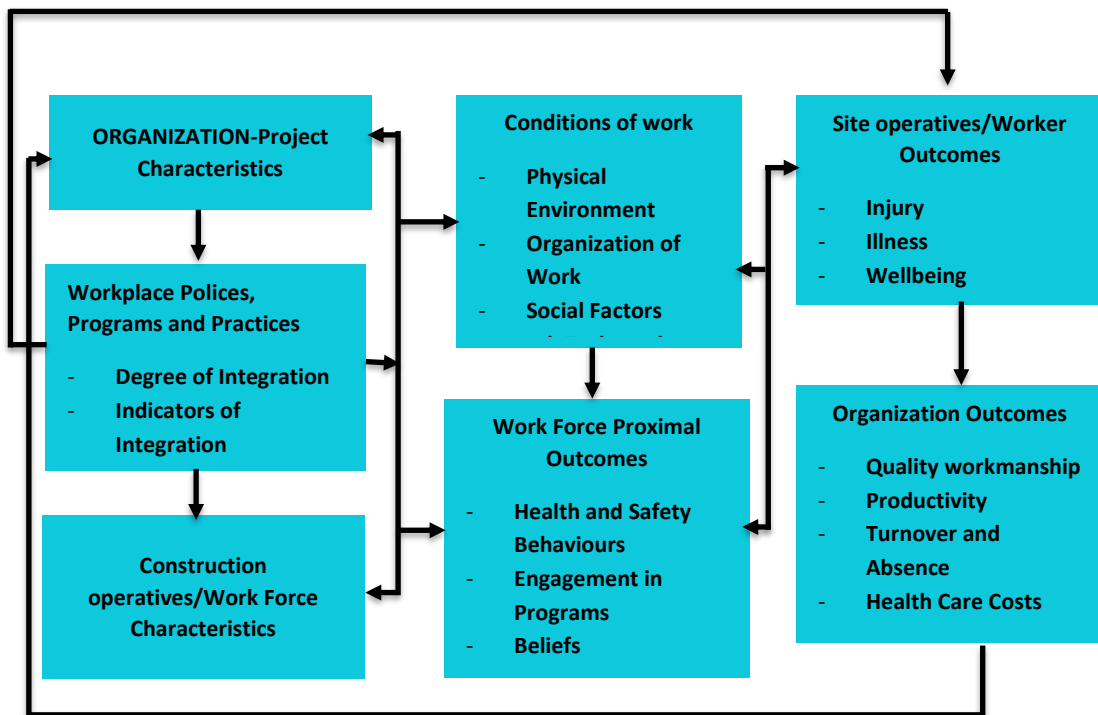 ORGANIZATION-Project
Characteristics
Workplace Polices,
Programs and Practices
- Degree of Integration
- Indicators of
Integration
Construction
operatives/Work Force
Characteristics
Conditions of work
- Physical
Environment
- Organization of
Work
- Social Factors
Work Force Proximal
Outcomes
- Health and Safety
Behaviours
- Engagement in
Programs
- Beliefs
Site operatives/Worker
Outcomes
- Injury
- Illness
- Wellbeing
Organization Outcomes
- Quality workmanship
- Productivity
- Turnover and
Absence
- Health Care Costs